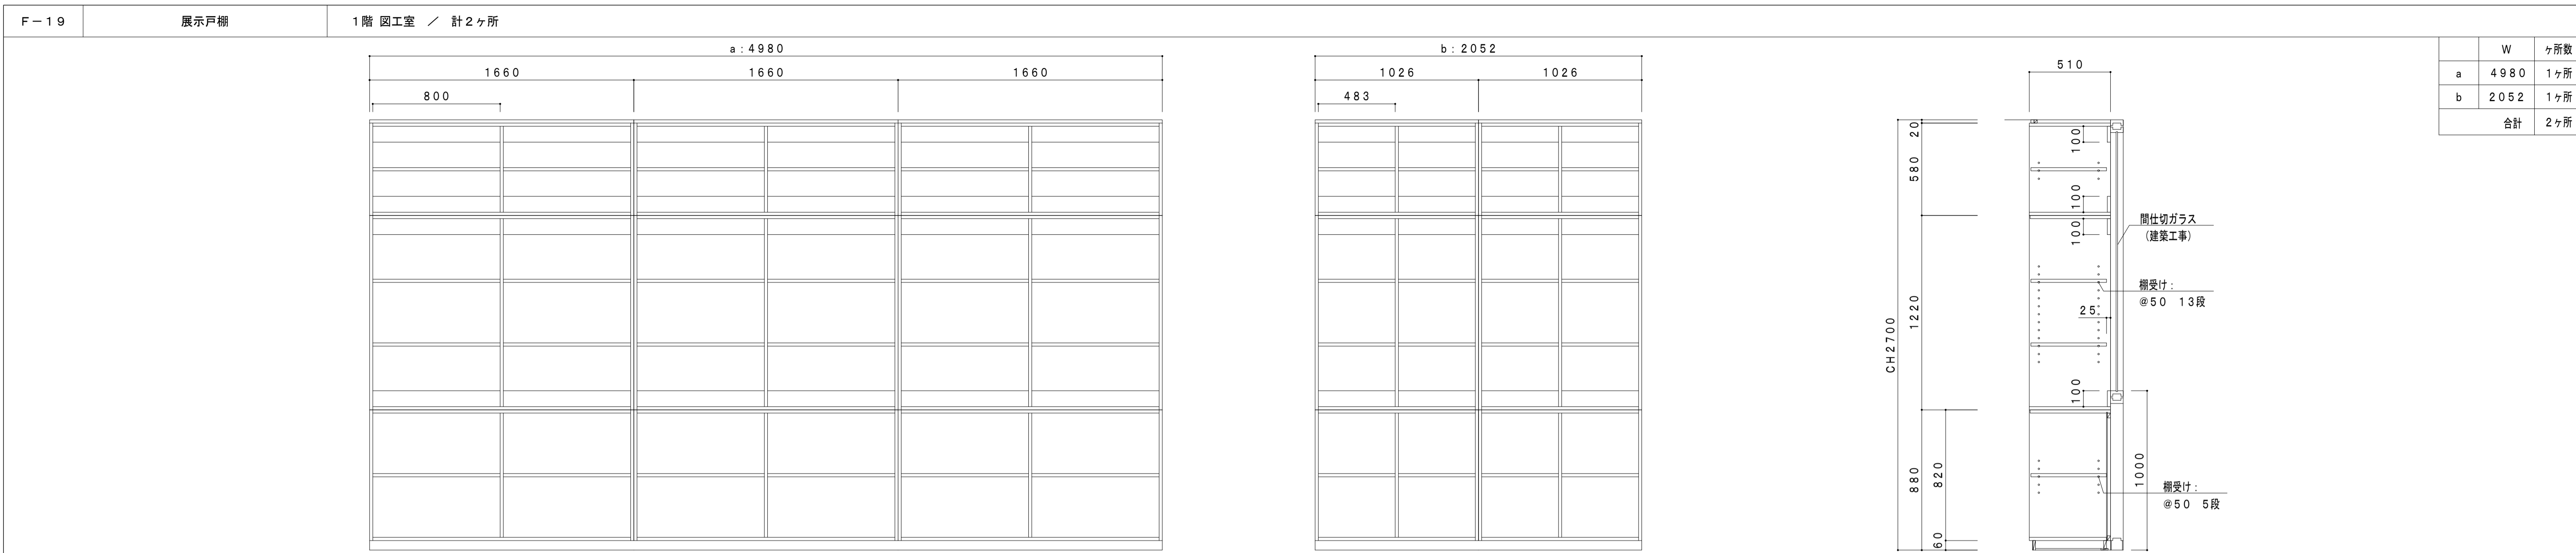 Ｆ－１９
展示戸棚
１階 図工室　／　計２ヶ所
a：4980
1660
1660
1660
800
b：2052
1026
1026
483
510
CH2700
20
580
1220
880
820
60
100
100
100
100
25
1000
間仕切ガラス
（建築工事）
棚受け：
＠５０　１３段
棚受け：
＠５０　５段
W　ヶ所数
a　4980　1ヶ所
b　2052　1ヶ所
合計　2ヶ所